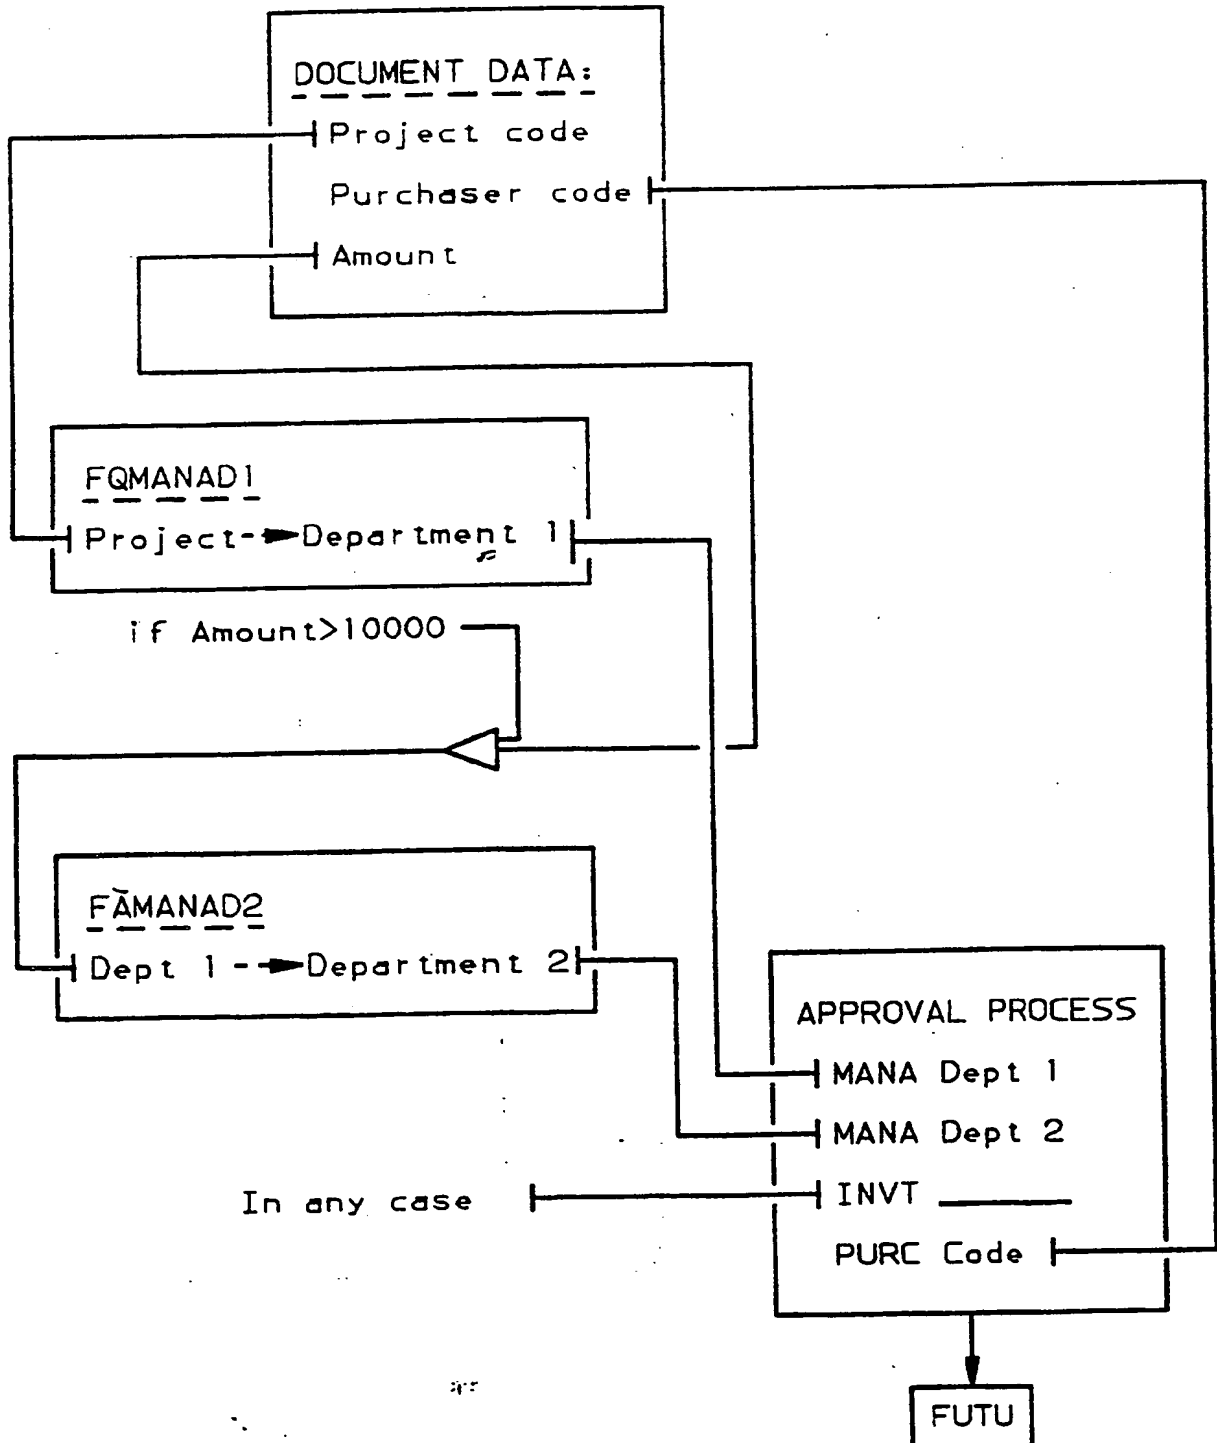 DOCUMENT DATA:
Project code
Purchaser code
Amount
FQMANAD1
Project-→Department 1
if Amount>10000
FÄMANAD2
Dept 1-→Department 2
APPROVAL PROCESS
MANA Dept 1
MANA Dept 2
In any case
INVT ________
PURC Code
FUTU